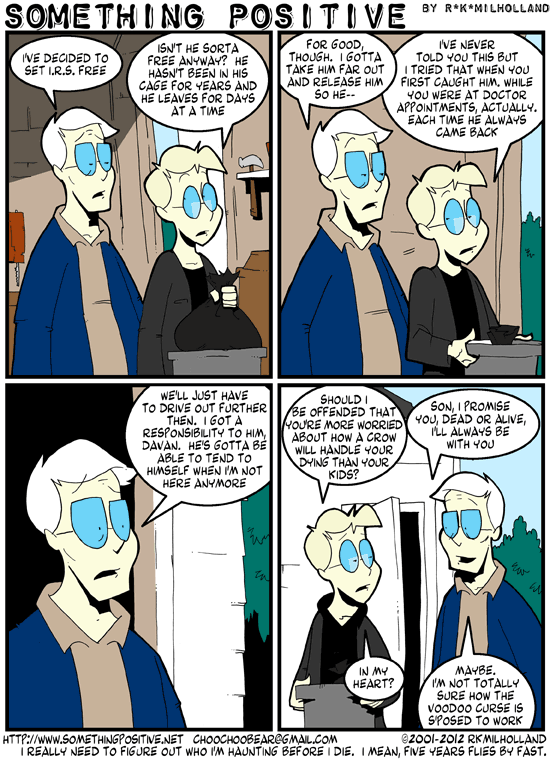 SOMETHING POSITIVE BY R*K*MILHOLLAND
I'VE DECIDED TO
SET I.R.S. FREE
ISN'T HE SORTA
FREE ANYWAY? HE
HASN'T BEEN IN HIS
CAGE FOR YEARS AND
HE LEAVES FOR DAYS
AT A TIME
FOR GOOD,
THOUGH. I GOTTA
TAKE HIM FAR OUT
AND RELEASE HIM
SO HE--
I'VE NEVER
TOLD YOU THIS BUT
I TRIED THAT WHEN YOU
FIRST CAUGHT HIM, WHILE
YOU WERE AT DOCTOR
APPOINTMENTS, ACTUALLY.
EACH TIME HE ALWAYS
CAME BACK
WE'LL JUST HAVE
TO DRIVE OUT FURTHER
THEN. I GOT A
RESPONSIBILITY TO HIM,
DAVAN. HE'S GOTTA BE
ABLE TO TEND TO
HIMSELF WHEN I'M NOT
HERE ANYMORE
SHOULD I
BE OFFENDED THAT
YOU'RE MORE WORRIED
ABOUT HOW A CROW
WILL HANDLE YOUR
DYING THAN YOUR
KIDS?
SON, I PROMISE
YOU, DEAD OR ALIVE,
I'LL ALWAYS BE
WITH YOU
IN MY
HEART?
MAYBE.
I'M NOT TOTALLY
SURE HOW THE
VOODOO CURSE IS
S'POSED TO WORK
HTTP://WWW.SOMETHINGPOSITIVE.NET CHOOCHOOBEAR@GMAIL.COM ©2001-2012 RKMILHOLLAND
I REALLY NEED TO FIGURE OUT WHO I'M HAUNTING BEFORE I DIE. I MEAN, FIVE YEARS FLIES BY FAST.